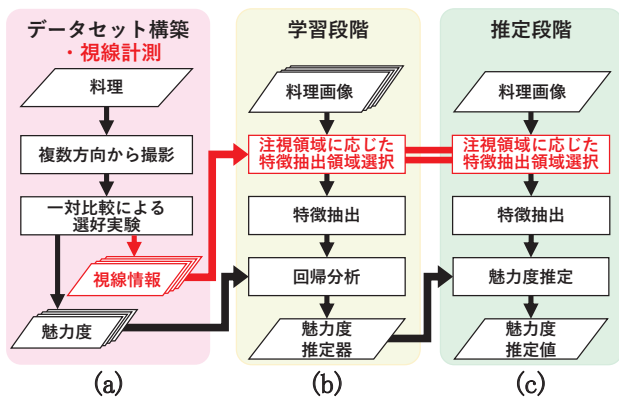 データセット構築
・視線計測
料理
複数方向から撮影
一対比較による
選好実験
視線情報
魅力度
(a)
学習段階
料理画像
注視領域に応じた
特徴抽出領域選択
特徴抽出
回帰分析
魅力度
推定器
(b)
推定段階
料理画像
注視領域に応じた
特徴抽出領域選択
特徴抽出
魅力度推定
魅力度
推定値
(c)